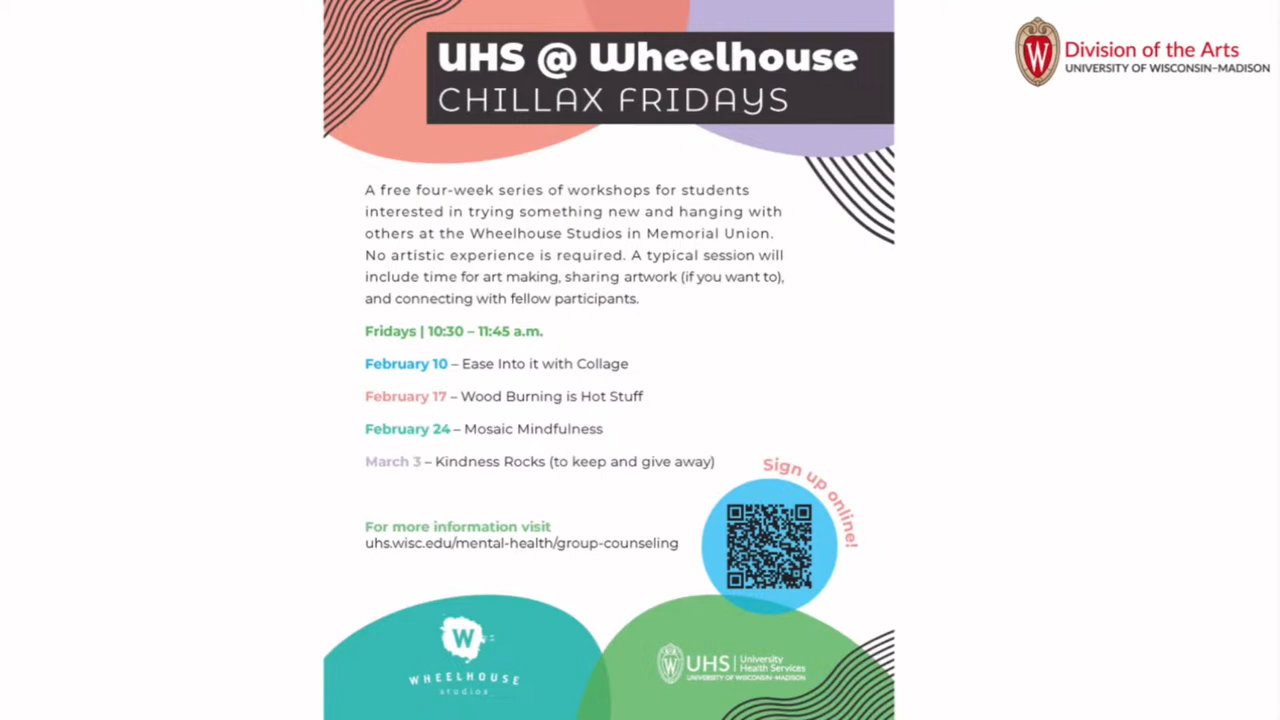 UHS @ Wheelhouse
CHILLAX FRIDAYS
Division of the Arts
UNIVERSITY OF WISCONSIN–MADISON
A free four-week series of workshops for students
interested in trying something new and hanging with
others at the Wheelhouse Studios in Memorial Union.
No artistic experience is required. A typical session will
include time for art making, sharing artwork (if you want to),
and connecting with fellow participants.
Fridays | 10:30 – 11:45 a.m.
February 10 – Ease Into it with Collage
February 17 – Wood Burning is Hot Stuff
February 24 – Mosaic Mindfulness
March 3 – Kindness Rocks (to keep and give away)
Sign up online!
For more information visit
uhs.wisc.edu/mental-health/group-counseling
W
WHEELHOUSE
studios
W
UHS | University
Health Services
UNIVERSITY OF WISCONSIN–MADISON
W